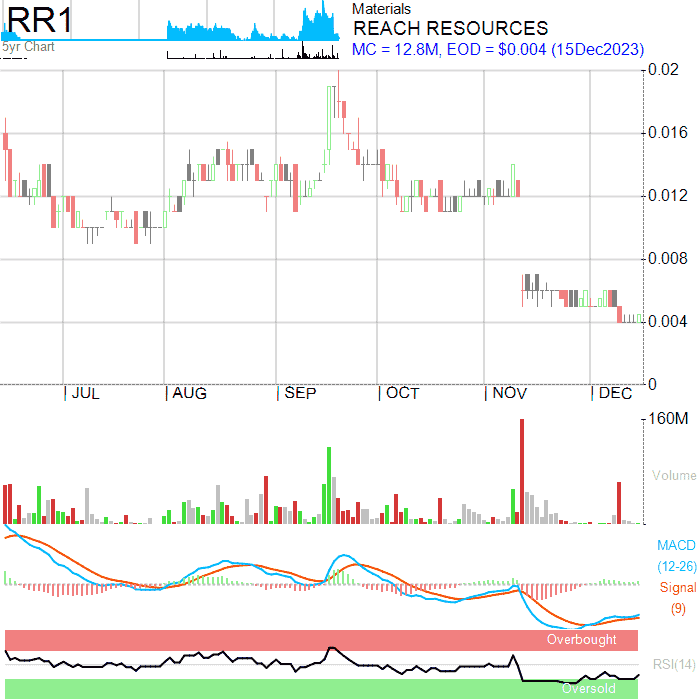 RR1
5yr Chart
Materials
REACH RESOURCES
MC = 12.8M, EOD = $0.004 (15Dec2023)
0.02
0.016
0.012
0.008
0.004
0
JUL AUG SEP OCT NOV DEC
160M
Volume
MACD
(12-26)
Signal
(9)
Overbought
RSI(14)
Oversold